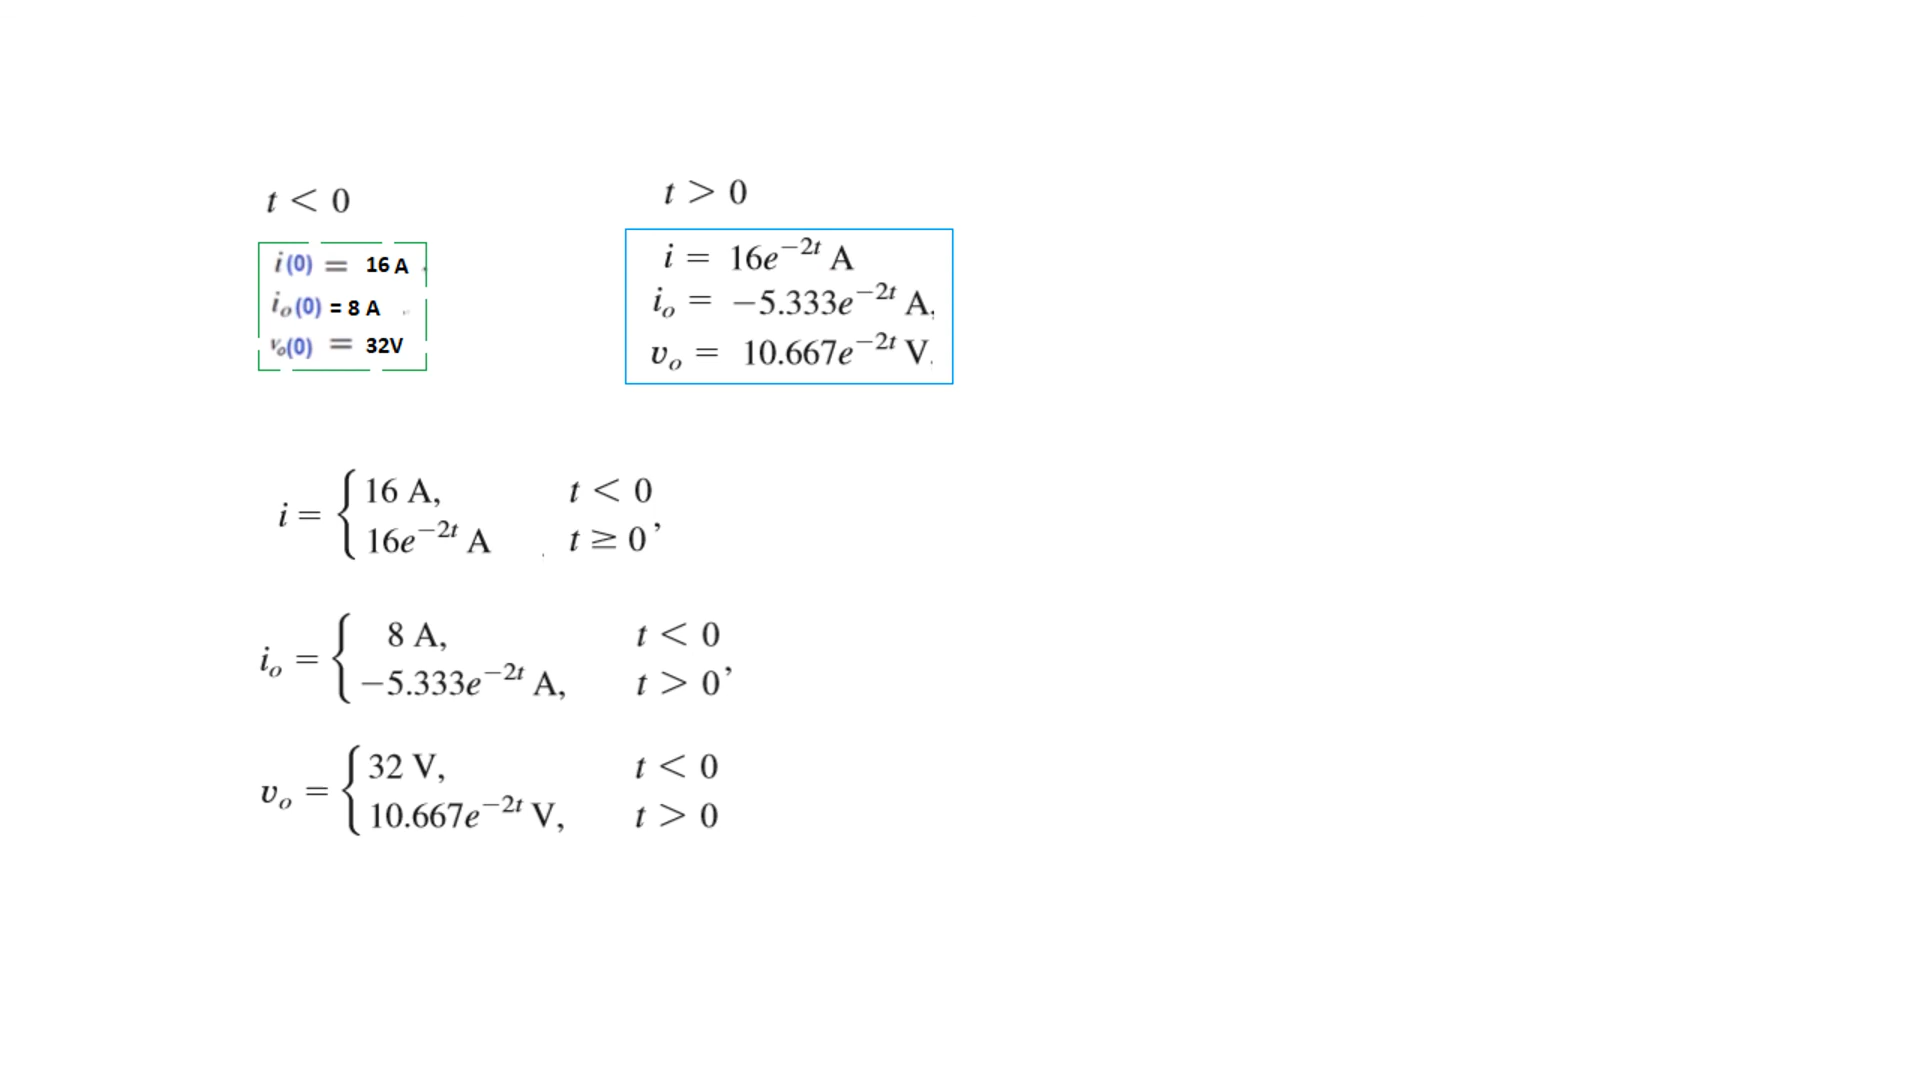 t < 0
t > 0
i(0) = 16 A
i_o(0) = 8 A
v_o(0) = 32V
i = 16e^{−2t} A
i_o = −5.333e^{−2t} A,
v_o = 10.667e^{−2t} V.
i = { 16 A, t < 0
16e^{−2t} A t ≥ 0 ,
i_o = { 8 A, t < 0
−5.333e^{−2t} A, t > 0 ,
v_o = { 32 V, t < 0
10.667e^{−2t} V, t > 0